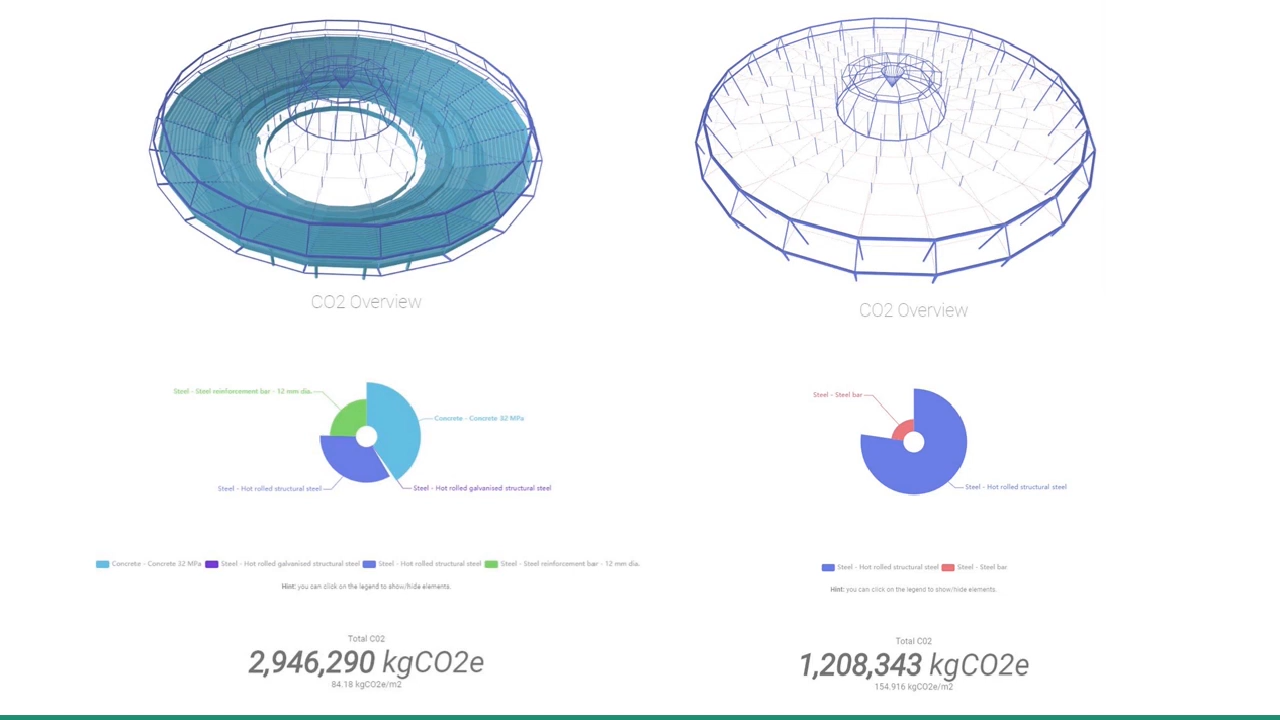 CO2 Overview
Steel - Steel reinforcement bar - 12 mm dia.
Concrete - Concrete 32 MPa
Steel - Hot rolled structural steel
Steel - Hot rolled galvanised structural steel
Concrete - Concrete 32 MPa Steel - Hot rolled galvanised structural steel Steel - Hot rolled structural steel Steel - Steel reinforcement bar - 12 mm dia.
Hint: you can click on the legend to show/hide elements.
Total CO2
2,946,290 kgCO2e
84.18 kgCO2e/m2
CO2 Overview
Steel - Steel bar
Steel - Hot rolled structural steel
Steel - Hot rolled structural steel Steel - Steel bar
Hint: you can click on the legend to show/hide elements.
Total CO2
1,208,343 kgCO2e
154.916 kgCO2e/m2